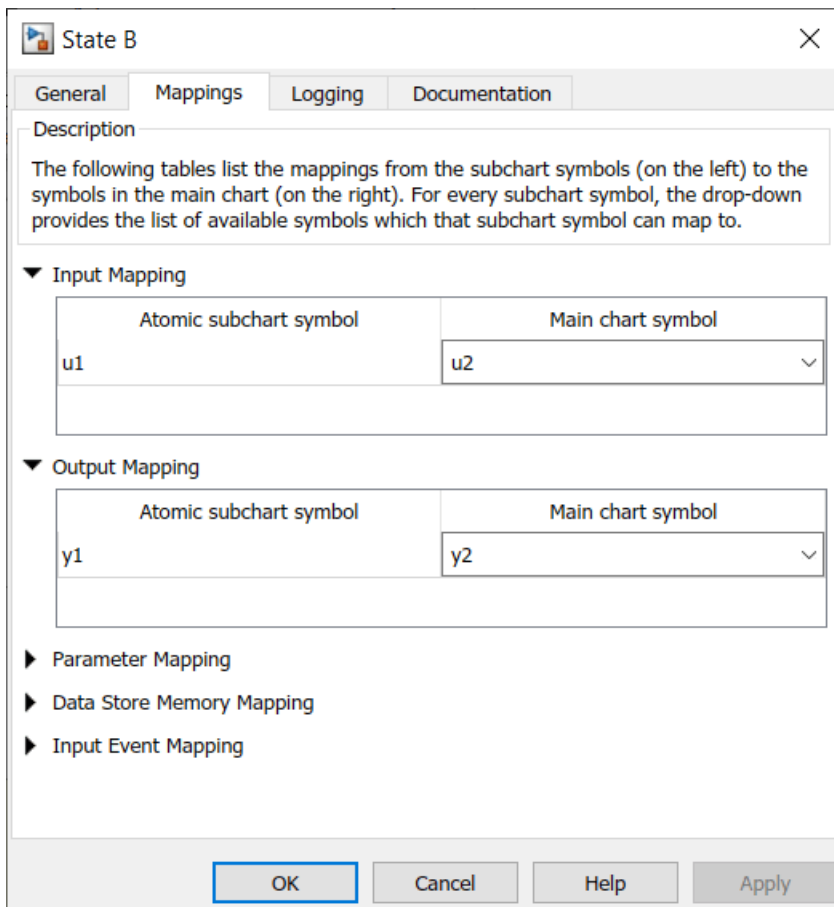 State B
General Mappings Logging Documentation
Description
The following tables list the mappings from the subchart symbols (on the left) to the
symbols in the main chart (on the right). For every subchart symbol, the drop-down
provides the list of available symbols which that subchart symbol can map to.
Input Mapping
Atomic subchart symbol Main chart symbol
u1 u2
Output Mapping
Atomic subchart symbol Main chart symbol
y1 y2
Parameter Mapping
Data Store Memory Mapping
Input Event Mapping
OK Cancel Help Apply